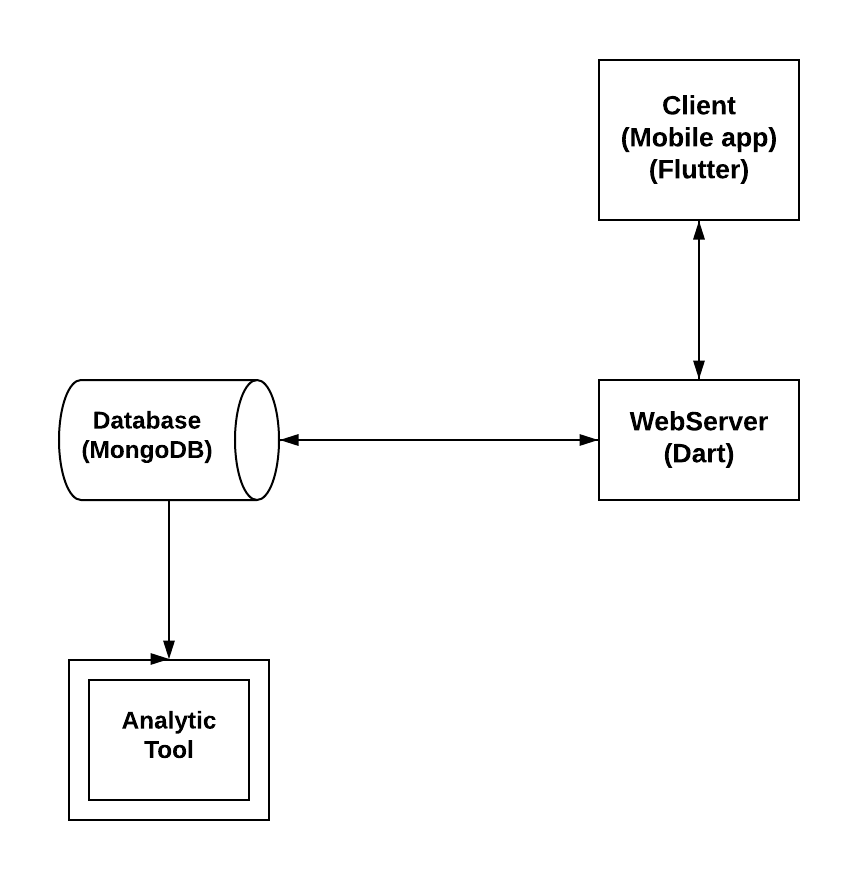 Client
(Mobile app)
(Flutter)
Database
(MongoDB)
WebServer
(Dart)
Analytic
Tool